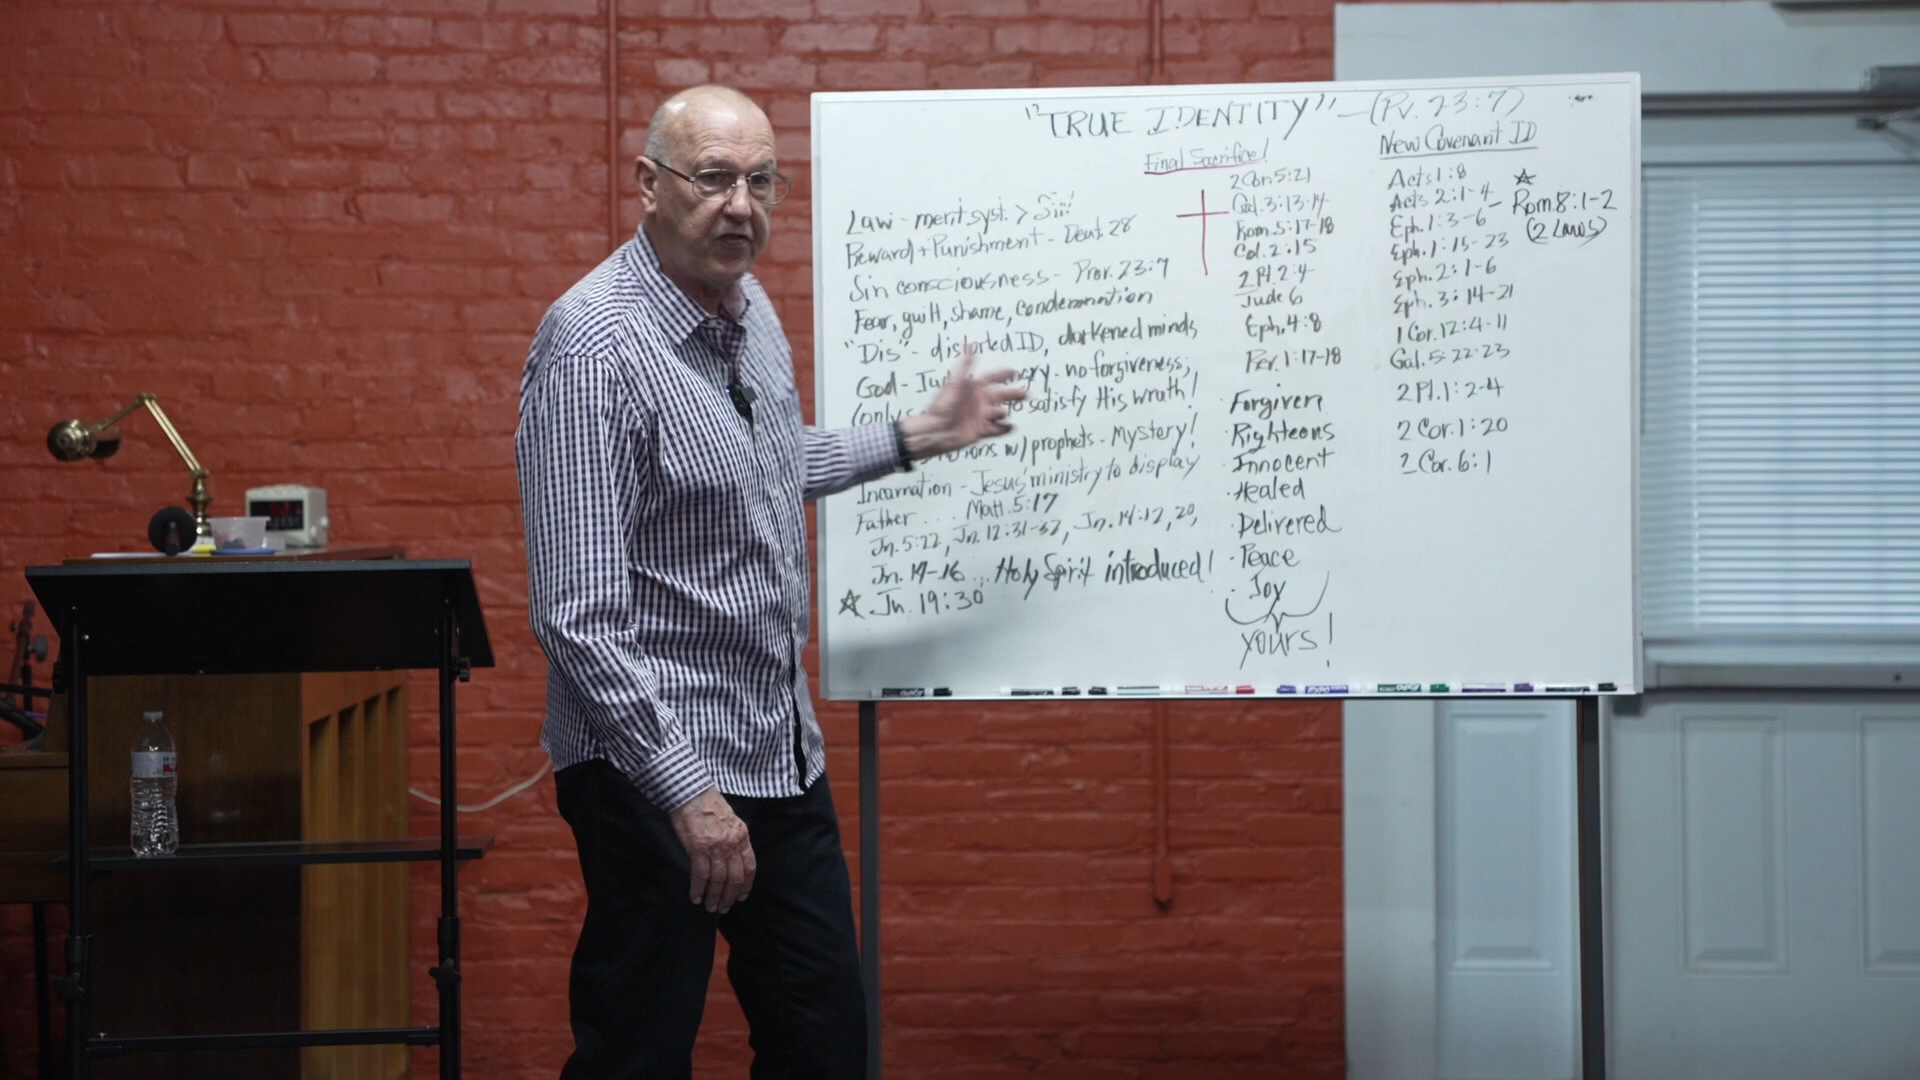 "TRUE IDENTITY" - (Pv. 23:7)
Law - merit syst. > Sin!
Reward + Punishment - Deut. 28
Sin consciousness - Prov. 23:7
Fear, guilt, shame, condemnation
"Dis" - distorted ID, darkened minds
God - angry - no forgiveness;
to satisfy His wrath!
w/ prophets - Mystery!
Incarnation - Jesus' ministry to display
Father... Matt. 5:17
Jn. 5:22, Jn. 12:31-32, Jn. 14:12, 20,
Jn. 14-16... Holy Spirit introduced!
Jn. 19:30
Final Sacrifice!
2 Cor. 5:21
Gal. 3:13-14
Rom. 5:17-18
Col. 2:15
2 Pt. 2:4
Jude 6
Eph. 4:8
Rev. 1:17-18
· Forgiven
· Righteous
· Innocent
· Healed
· Delivered
· Peace
· Joy
yours!
New Covenant ID
Acts 1:8
Acts 2:1-4
Eph. 1:3-6
Eph. 1:15-23
Eph. 2:1-6
Eph. 3:14-21
1 Cor. 12:4-11
Gal. 5:22-23
2 Pt. 1:2-4
2 Cor. 1:20
2 Cor. 6:1
Rom. 8:1-2
(2 Laws)